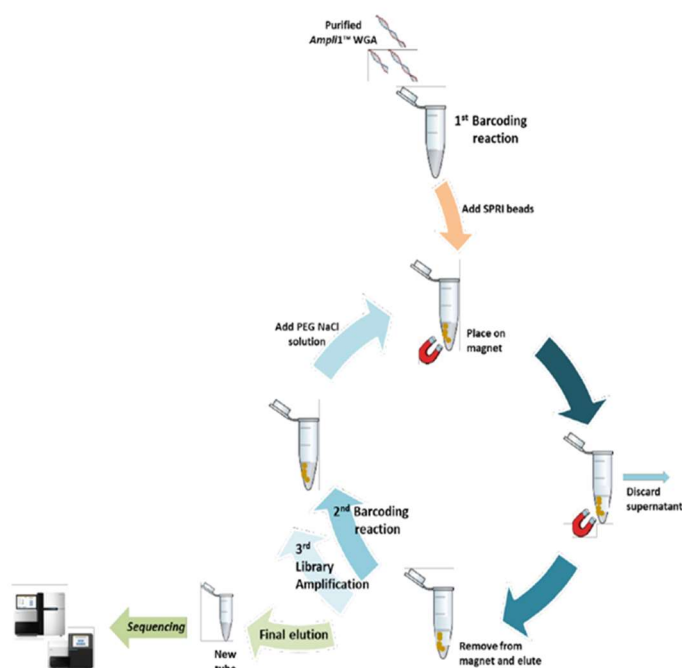 Purified
Ampli1™ WGA
1st Barcoding
reaction
Add SPRI beads
Add PEG NaCl
solution
Place on
magnet
Discard
supernatant
2nd Barcoding
reaction
3rd
Library
Amplification
Final elution
Sequencing
New
tube
Remove from
magnet and elute